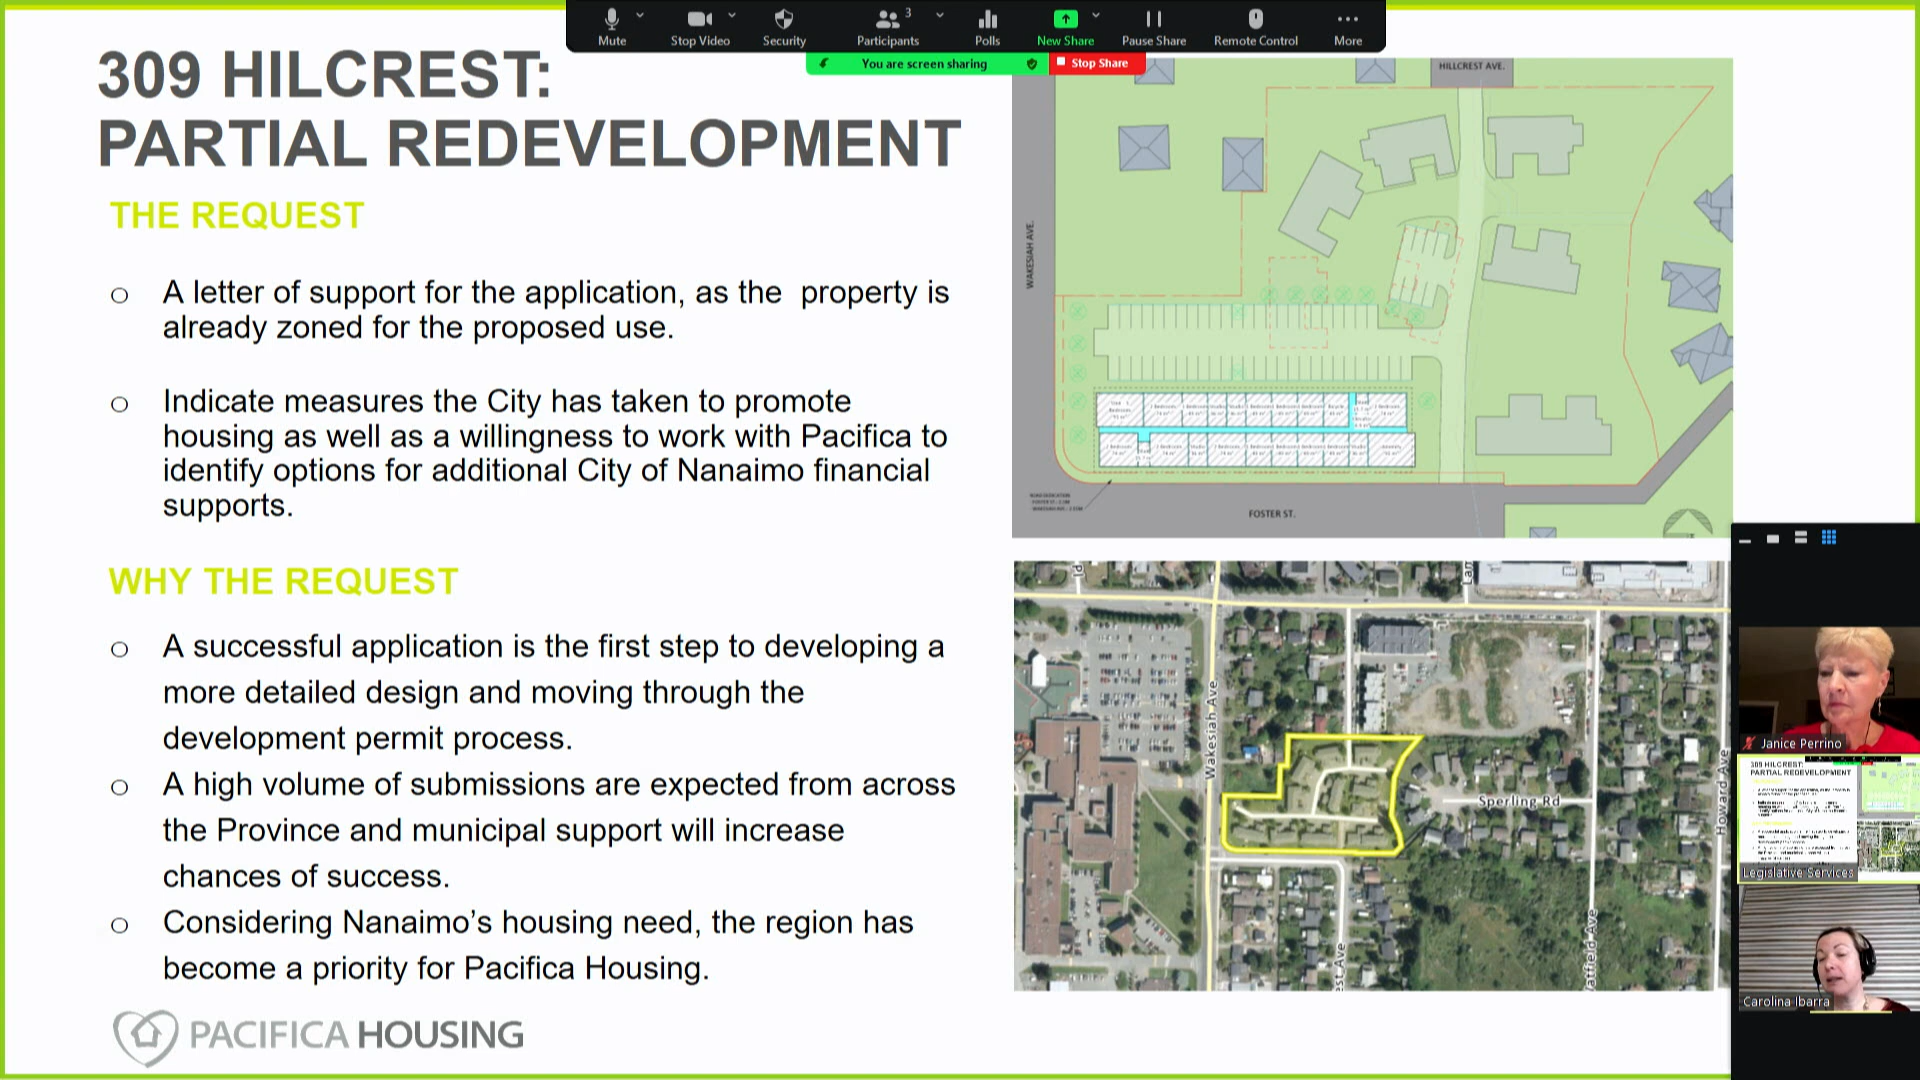 Mute
Stop Video
Security
Participants
3
Polls
New Share
Pause Share
Remote Control
More
You are screen sharing
Stop Share
309 HILCREST:
PARTIAL REDEVELOPMENT
THE REQUEST
o A letter of support for the application, as the property is
already zoned for the proposed use.
o Indicate measures the City has taken to promote
housing as well as a willingness to work with Pacifica to
identify options for additional City of Nanaimo financial
supports.
WHY THE REQUEST
o A successful application is the first step to developing a
more detailed design and moving through the
development permit process.
o A high volume of submissions are expected from across
the Province and municipal support will increase
chances of success.
o Considering Nanaimo's housing need, the region has
become a priority for Pacifica Housing.
PACIFICA HOUSING
HILLCREST AVE.
WAKESIAH AVE.
FOSTER ST.
Wakesiah Ave
Sperling Rd
Howard Ave
Janice Perrino
309 HILCREST:
PARTIAL REDEVELOPMENT
Legislative Services
Carolina Ibarra